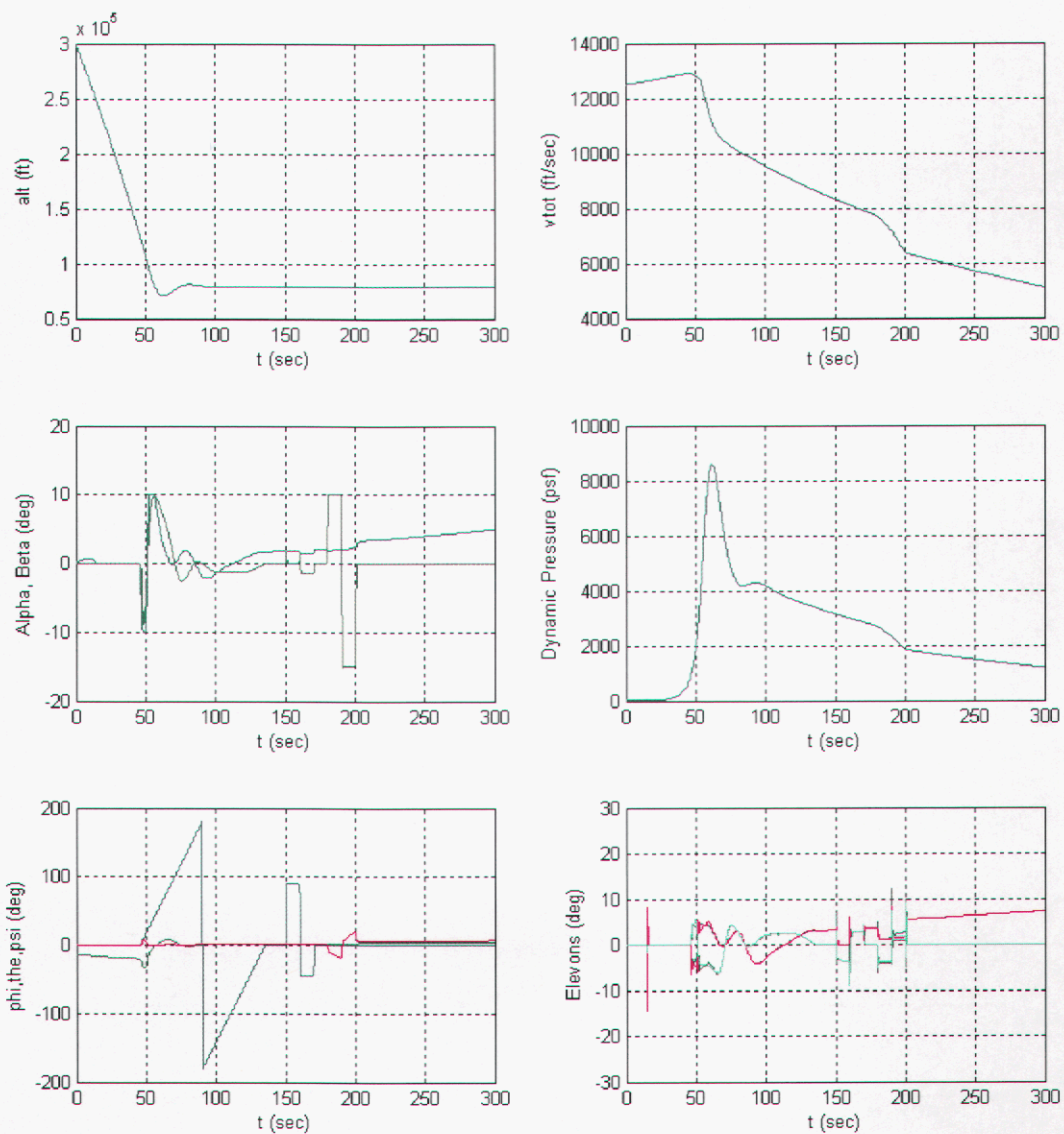 x 10^5
3
2.5
2
1.5
1
0.5
0 50 100 150 200 250 300
alt (ft)
t (sec)
14000
12000
10000
8000
6000
4000
0 50 100 150 200 250 300
vtot (ft/sec)
t (sec)
20
10
0
-10
-20
0 50 100 150 200 250 300
Alpha, Beta (deg)
t (sec)
10000
8000
6000
4000
2000
0
0 50 100 150 200 250 300
Dynamic Pressure (psf)
t (sec)
200
100
0
-100
-200
0 50 100 150 200 250 300
phi,the,psi (deg)
t (sec)
30
20
10
0
-10
-20
-30
0 50 100 150 200 250 300
Elevons (deg)
t (sec)